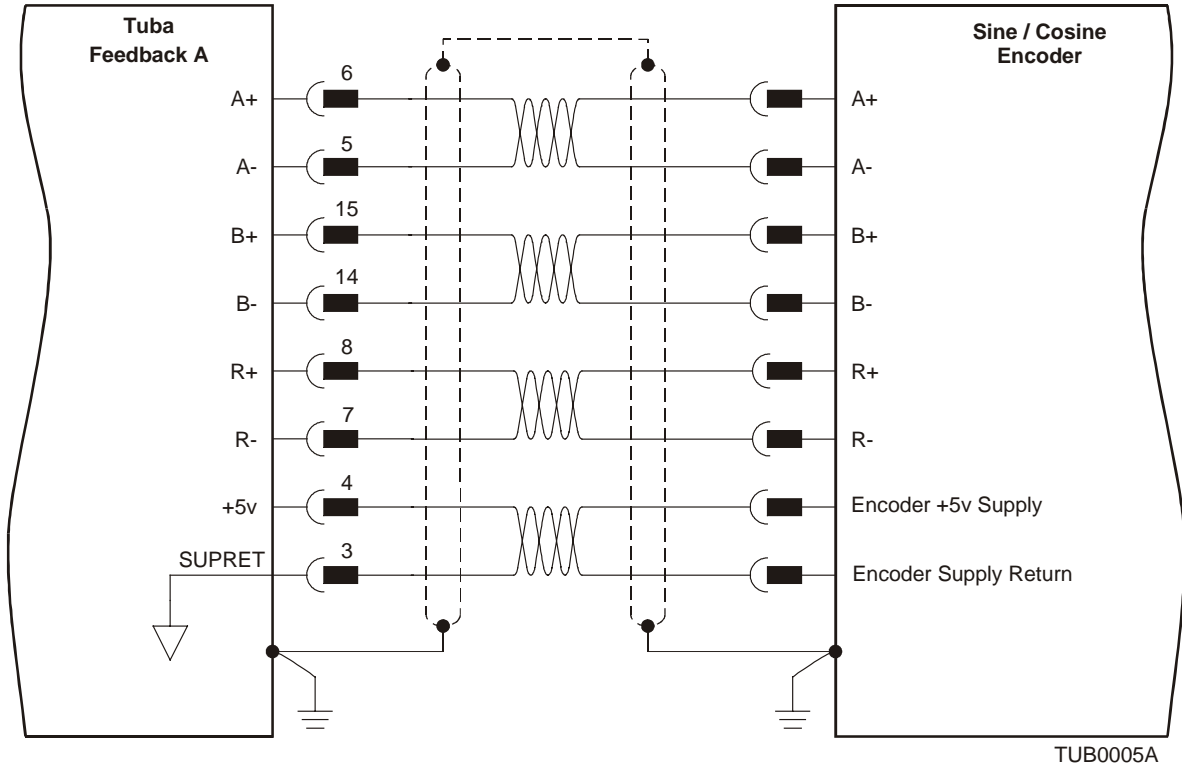 Tuba
Feedback A
Sine / Cosine
Encoder
A+ 6 A+
A- 5 A-
B+ 15 B+
B- 14 B-
R+ 8 R+
R- 7 R-
+5v 4 Encoder +5v Supply
SUPRET 3 Encoder Supply Return
TUB0005A